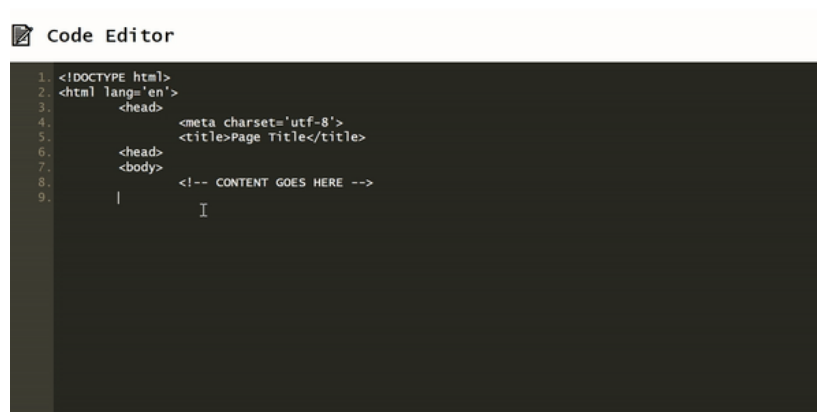 Code Editor
1. <!DOCTYPE html>
2. <html lang='en'>
3. <head>
4. <meta charset='utf-8'>
5. <title>Page Title</title>
6. <head>
7. <body>
8. <!-- CONTENT GOES HERE -->
9.